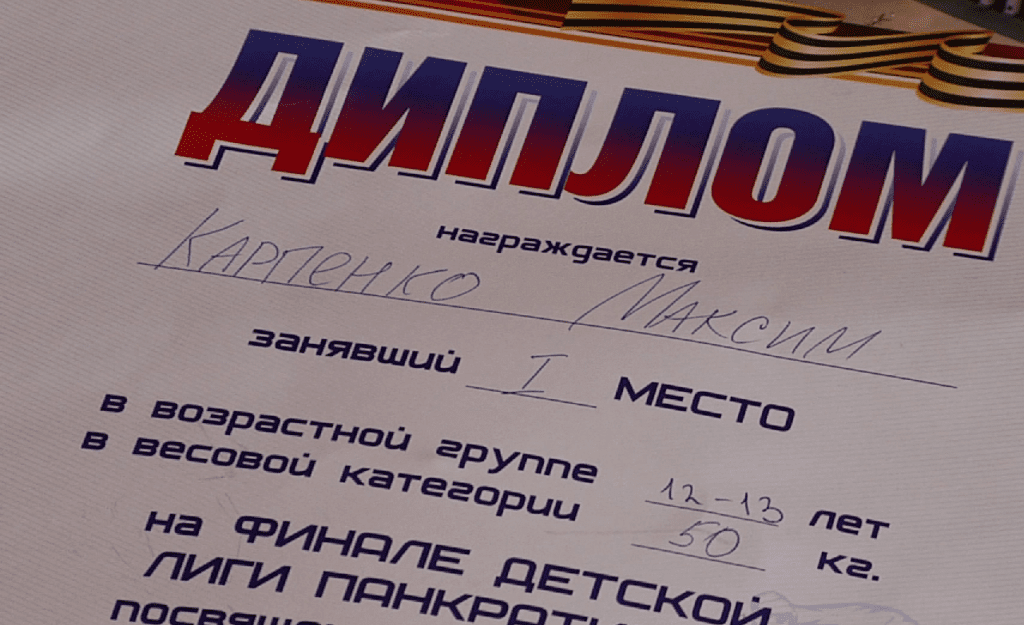 ДИПЛОМ
награждается
Карпенко Максим
занявший I МЕСТО
в возрастной группе 12-13 лет
в весовой категории 50 кг.
на ФИНАЛЕ ДЕТСКОЙ
ЛИГИ